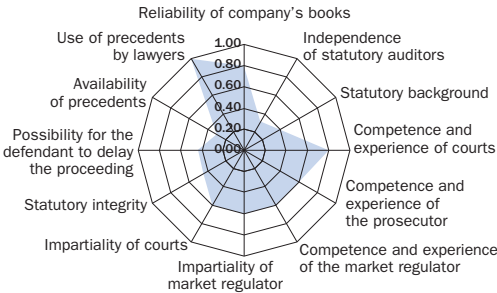 Reliability of company’s books
Use of precedents
by lawyers
1.00
0.80
0.60
0.40
0.20
0.00
Independence
of statutory auditors
Statutory background
Competence and
experience of courts
Competence and
experience of
the prosecutor
Competence and experience
of the market regulator
Impartiality of
market regulator
Impartiality of courts
Statutory integrity
Possibility for the
defendant to delay
the proceeding
Availability
of precedents